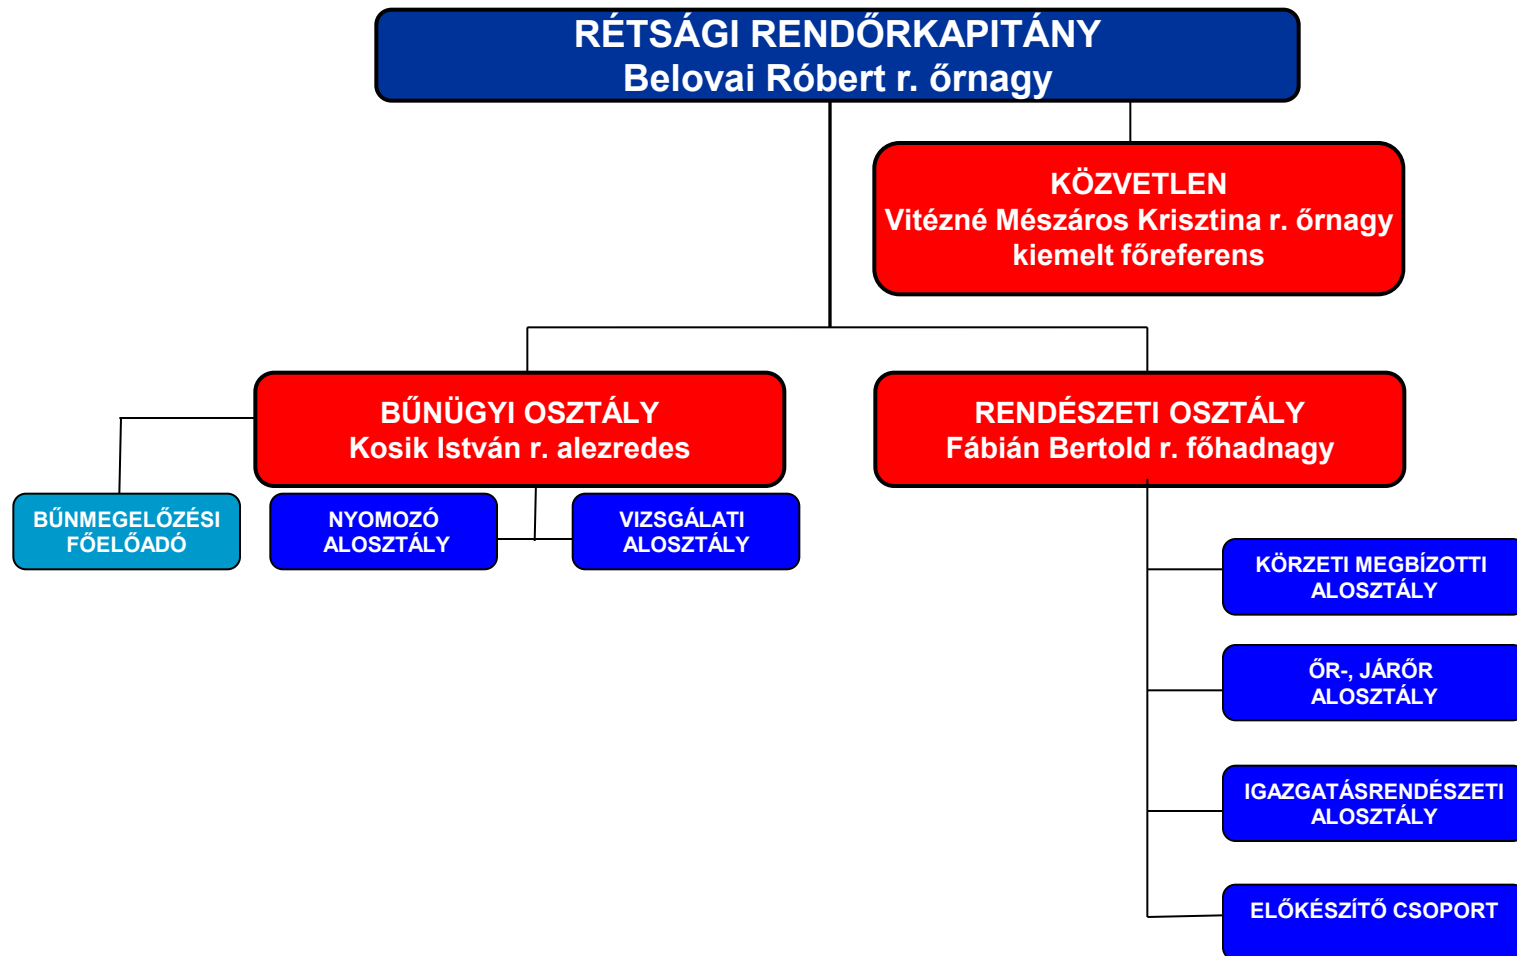 RÉTSÁGI RENDŐRKAPITÁNY
Belovai Róbert r. őrnagy
KÖZVETLEN
Vitézné Mészáros Krisztina r. őrnagy
kiemelt főreferens
BŰNÜGYI OSZTÁLY
Kosik István r. alezredes
RENDÉSZETI OSZTÁLY
Fábián Bertold r. főhadnagy
BŰNMEGELŐZÉSI
FŐELŐADÓ
NYOMOZÓ
ALOSZTÁLY
VIZSGÁLATI
ALOSZTÁLY
KÖRZETI MEGBÍZOTTI
ALOSZTÁLY
ŐR-, JÁRŐR
ALOSZTÁLY
IGAZGATÁSRENDÉSZETI
ALOSZTÁLY
ELŐKÉSZÍTŐ CSOPORT